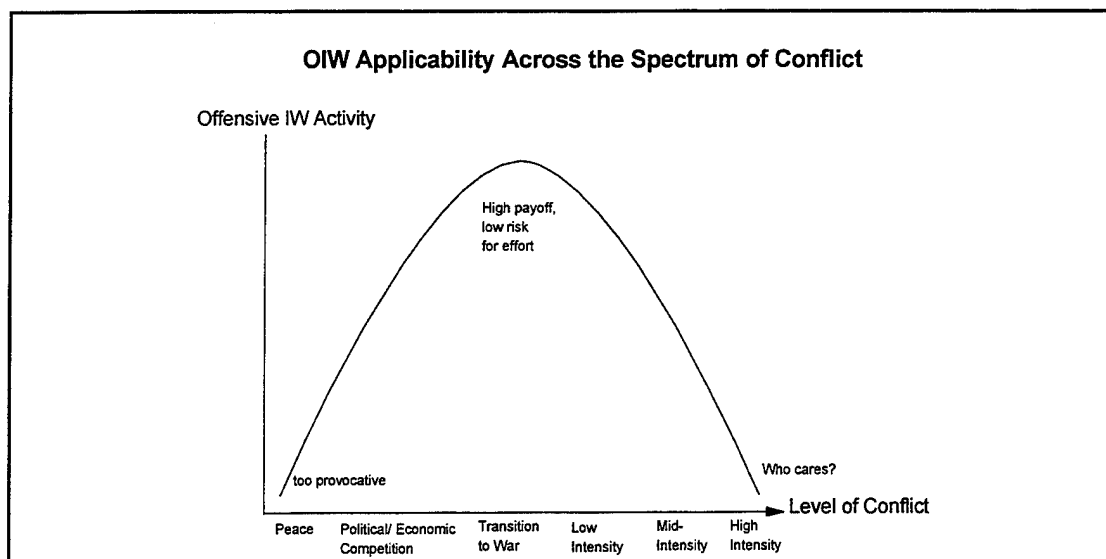 OIW Applicability Across the Spectrum of Conflict
Offensive IW Activity
High payoff,
low risk
for effort
too provocative
Who cares?
Level of Conflict
Peace
Political/ Economic
Competition
Transition
to War
Low
Intensity
Mid-
Intensity
High
Intensity